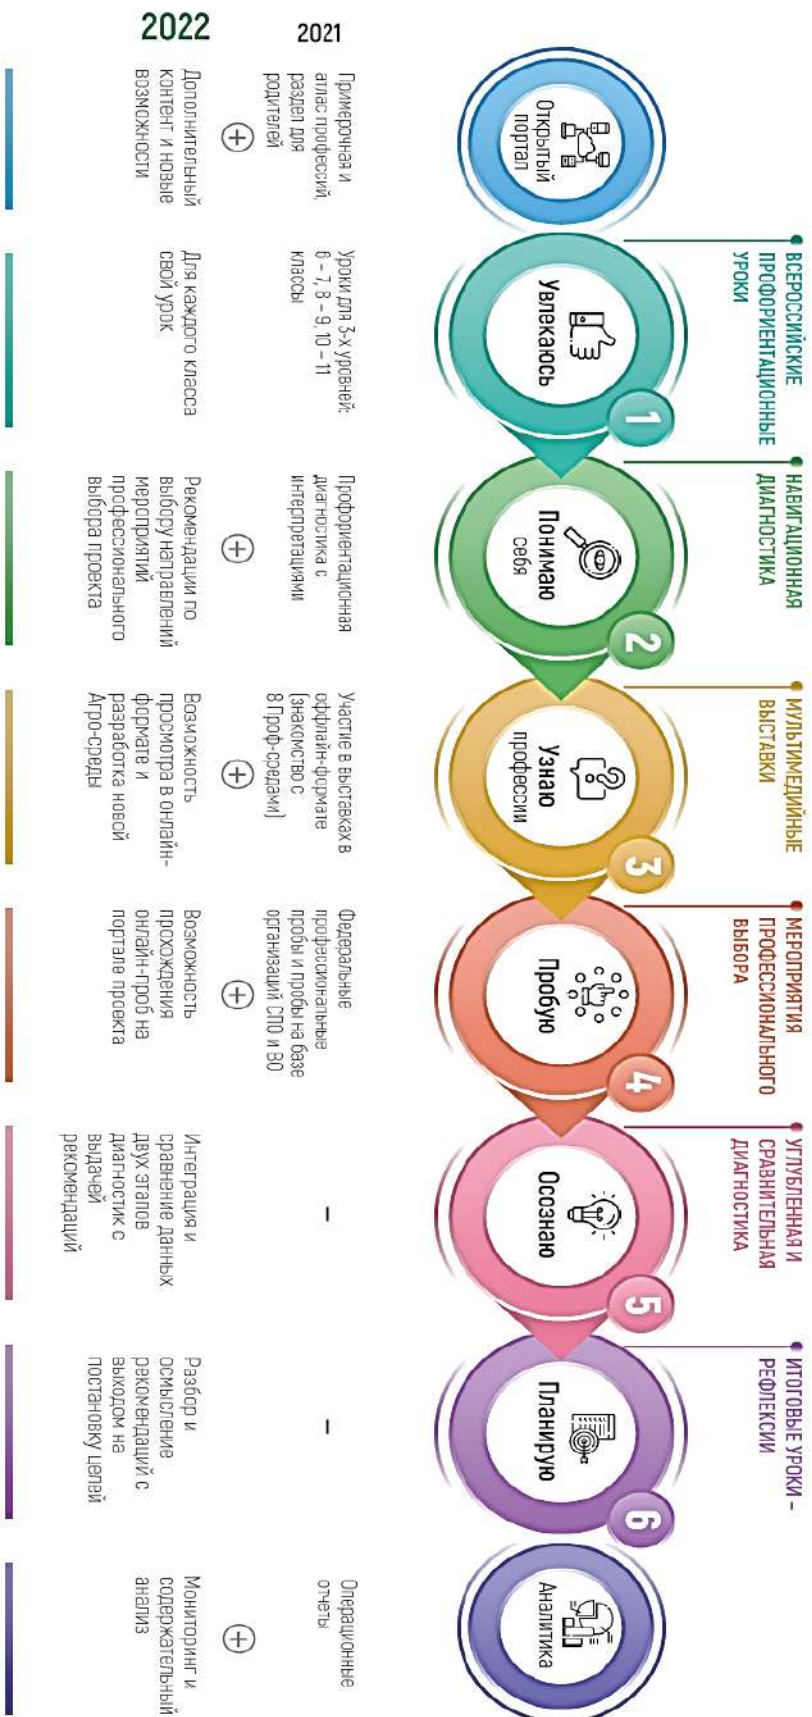 ВСЕРОССИЙСКИЕ
ПРОФОРИЕНТАЦИОННЫЕ
УРОКИ
НАВИГАЦИОННАЯ
ДИАГНОСТИКА
МУЛЬТИМЕДИЙНЫЕ
ВЫСТАВКИ
МЕРОПРИЯТИЯ
ПРОФЕССИОНАЛЬНОГО
ВЫБОРА
УГЛУБЛЕННАЯ И
СРАВНИТЕЛЬНАЯ
ДИАГНОСТИКА
ИТОГОВЫЕ УРОКИ –
РЕФЛЕКСИИ
Открытый
портал
Увлекаюсь
1
Понимаю
себя
2
Узнаю
профессии
3
Пробую
4
Осознаю
5
Планирую
6
Аналитика
2021
Примерочная и
атлас профессий,
раздел для
родителей
Уроки для 3-х уровней:
6 – 7, 8 – 9, 10 – 11
классы
Профориентационная
диагностика с
интерпретациями
Участие в выставках в
оффлайн-формате
(знакомство с
8 Проф-средами)
Федеральные
профессиональные
пробы и пробы на базе
организаций СПО и ВО
–
–
Операционные
отчеты
+
+
+
+
+
2022
Дополнительный
контент и новые
возможности
Для каждого класса
свой урок
Рекомендации по
выбору направлений
мероприятий
профессионального
выбора проекта
Возможность
просмотра в онлайн-
формате и
разработка новой
Агро-среды
Возможность
прохождения
онлайн-проб на
портале проекта
Интеграция и
сравнение данных
двух этапов
диагностик с
выдачей
рекомендаций
Разбор и
осмысление
рекомендаций с
выходом на
постановку целей
Мониторинг и
содержательный
анализ